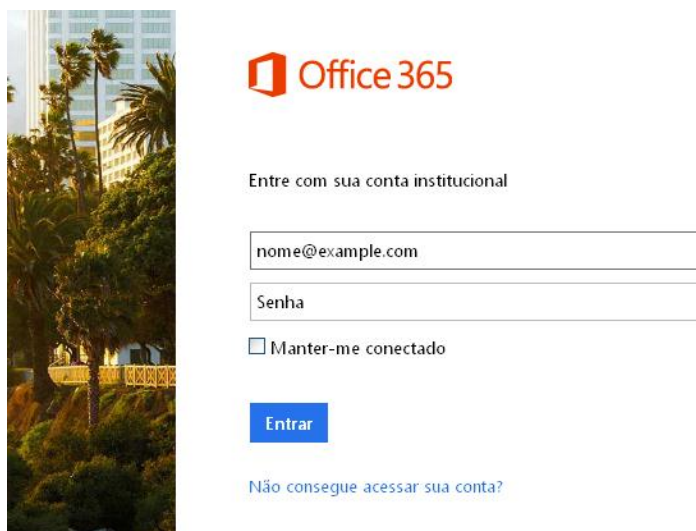 Office 365
Entre com sua conta institucional
nome@example.com
Senha
Manter-me conectado
Entrar
Não consegue acessar sua conta?